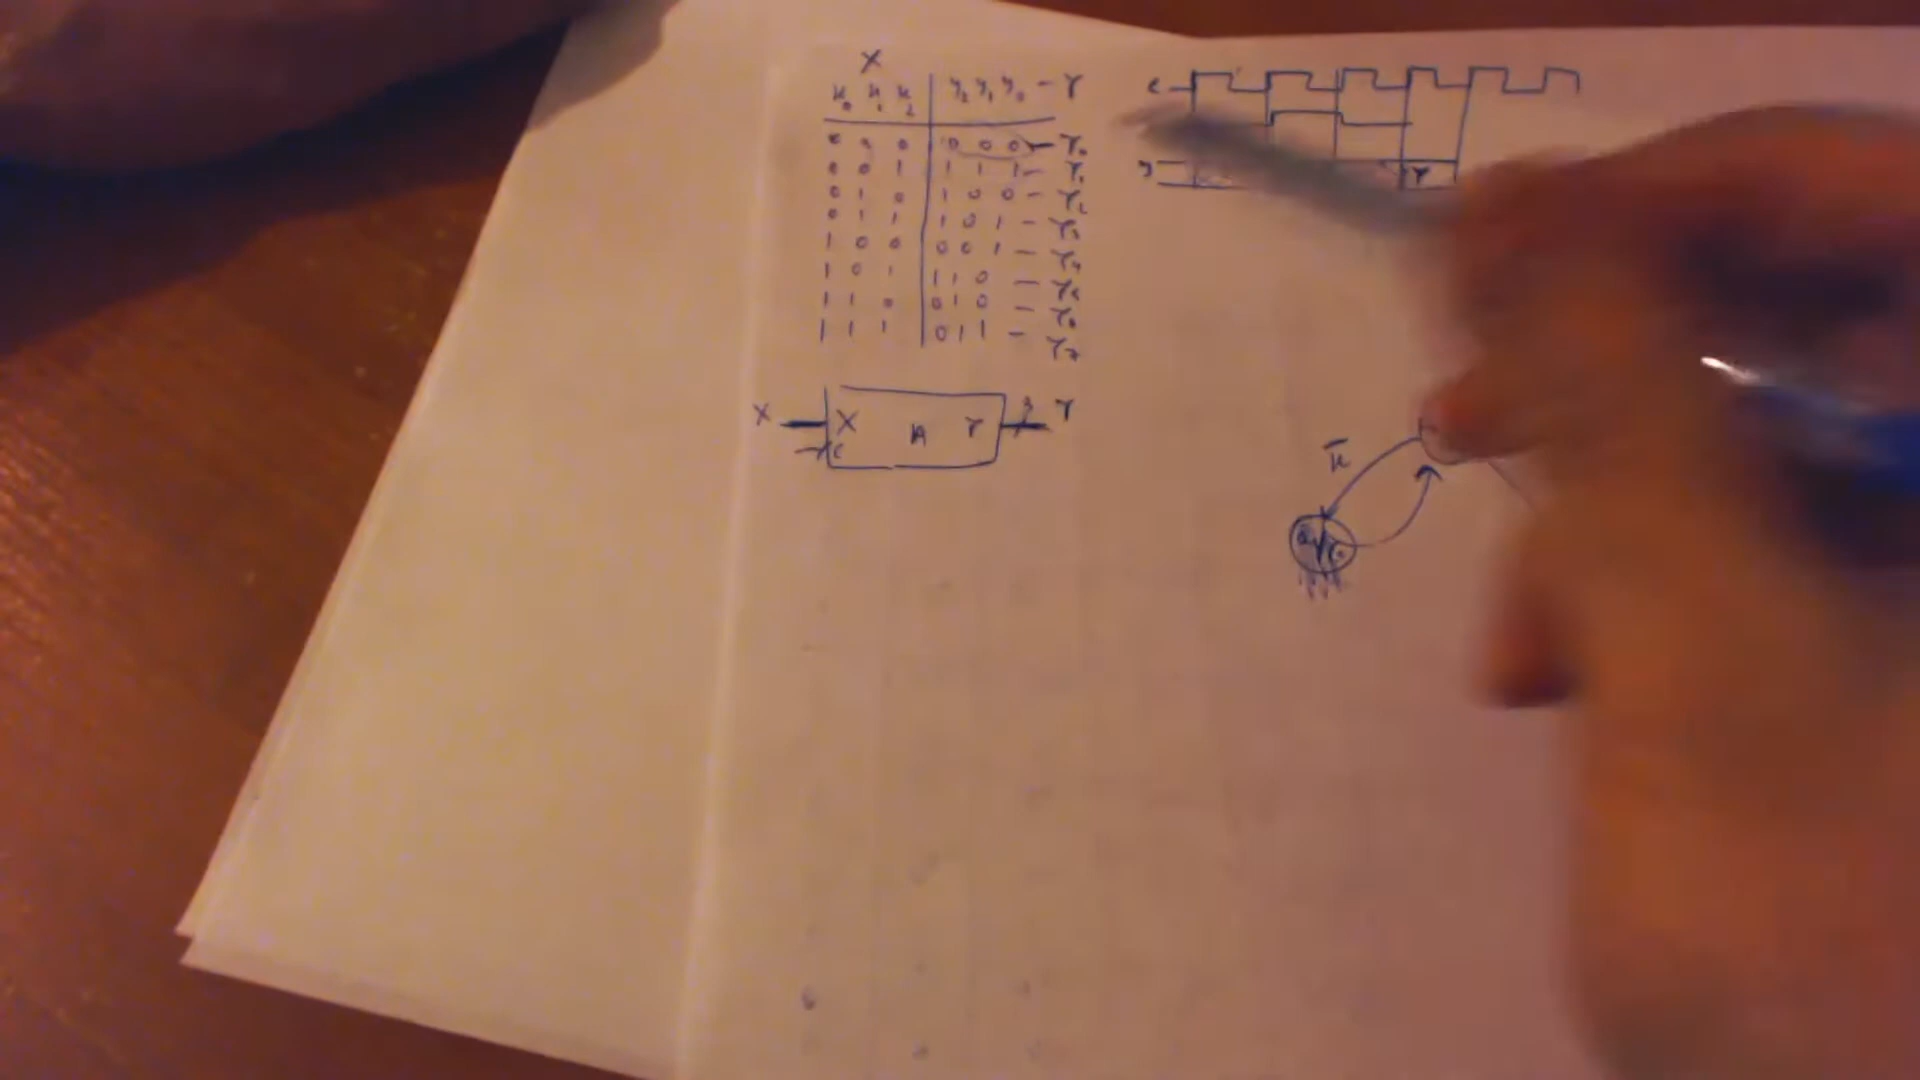 X
x₀ x₁ x₂ y₂ y₁ y₀ – Y
0 0 0 0 0 0 – Y₀
0 0 1 1 1 1 – Y₁
0 1 0 1 0 0 – Y₂
0 1 1 1 0 1 – Y₃
1 0 0 0 0 1 – Y₄
1 0 1 1 1 0 – Y₅
1 1 0 0 1 0 – Y₆
1 1 1 0 1 1 – Y₇
X X A Y 3 Y
C
C
y Y
x̄